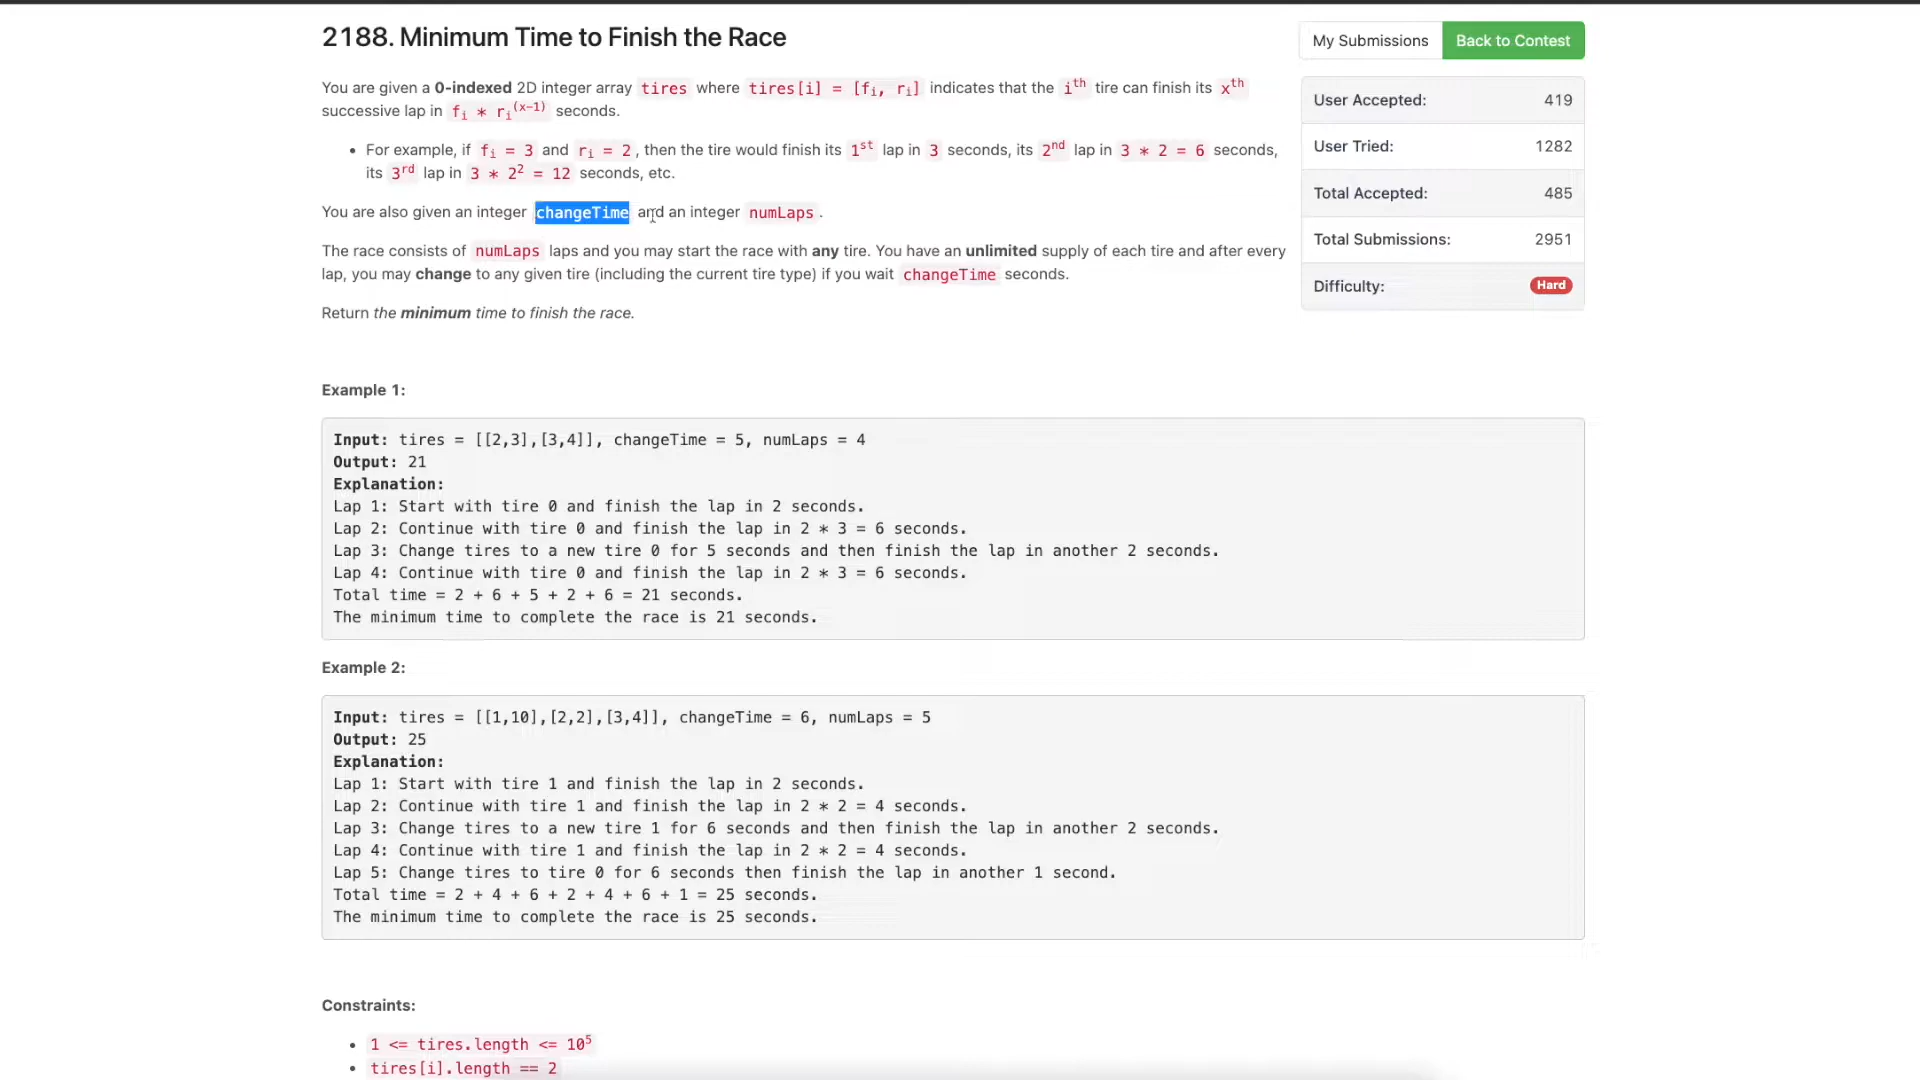 2188. Minimum Time to Finish the Race
My Submissions
Back to Contest
You are given a 0-indexed 2D integer array tires where tires[i] = [fi, ri] indicates that the ith tire can finish its xth
successive lap in fi * ri(x-1) seconds.
• For example, if fi = 3 and ri = 2, then the tire would finish its 1st lap in 3 seconds, its 2nd lap in 3 * 2 = 6 seconds,
its 3rd lap in 3 * 22 = 12 seconds, etc.
You are also given an integer changeTime and an integer numLaps.
The race consists of numLaps laps and you may start the race with any tire. You have an unlimited supply of each tire and after every
lap, you may change to any given tire (including the current tire type) if you wait changeTime seconds.
Return the minimum time to finish the race.
User Accepted: 419
User Tried: 1282
Total Accepted: 485
Total Submissions: 2951
Difficulty: Hard
Example 1:
Input: tires = [[2,3],[3,4]], changeTime = 5, numLaps = 4
Output: 21
Explanation:
Lap 1: Start with tire 0 and finish the lap in 2 seconds.
Lap 2: Continue with tire 0 and finish the lap in 2 * 3 = 6 seconds.
Lap 3: Change tires to a new tire 0 for 5 seconds and then finish the lap in another 2 seconds.
Lap 4: Continue with tire 0 and finish the lap in 2 * 3 = 6 seconds.
Total time = 2 + 6 + 5 + 2 + 6 = 21 seconds.
The minimum time to complete the race is 21 seconds.
Example 2:
Input: tires = [[1,10],[2,2],[3,4]], changeTime = 6, numLaps = 5
Output: 25
Explanation:
Lap 1: Start with tire 1 and finish the lap in 2 seconds.
Lap 2: Continue with tire 1 and finish the lap in 2 * 2 = 4 seconds.
Lap 3: Change tires to a new tire 1 for 6 seconds and then finish the lap in another 2 seconds.
Lap 4: Continue with tire 1 and finish the lap in 2 * 2 = 4 seconds.
Lap 5: Change tires to tire 0 for 6 seconds then finish the lap in another 1 second.
Total time = 2 + 4 + 6 + 2 + 4 + 6 + 1 = 25 seconds.
The minimum time to complete the race is 25 seconds.
Constraints:
• 1 <= tires.length <= 105
• tires[i].length == 2